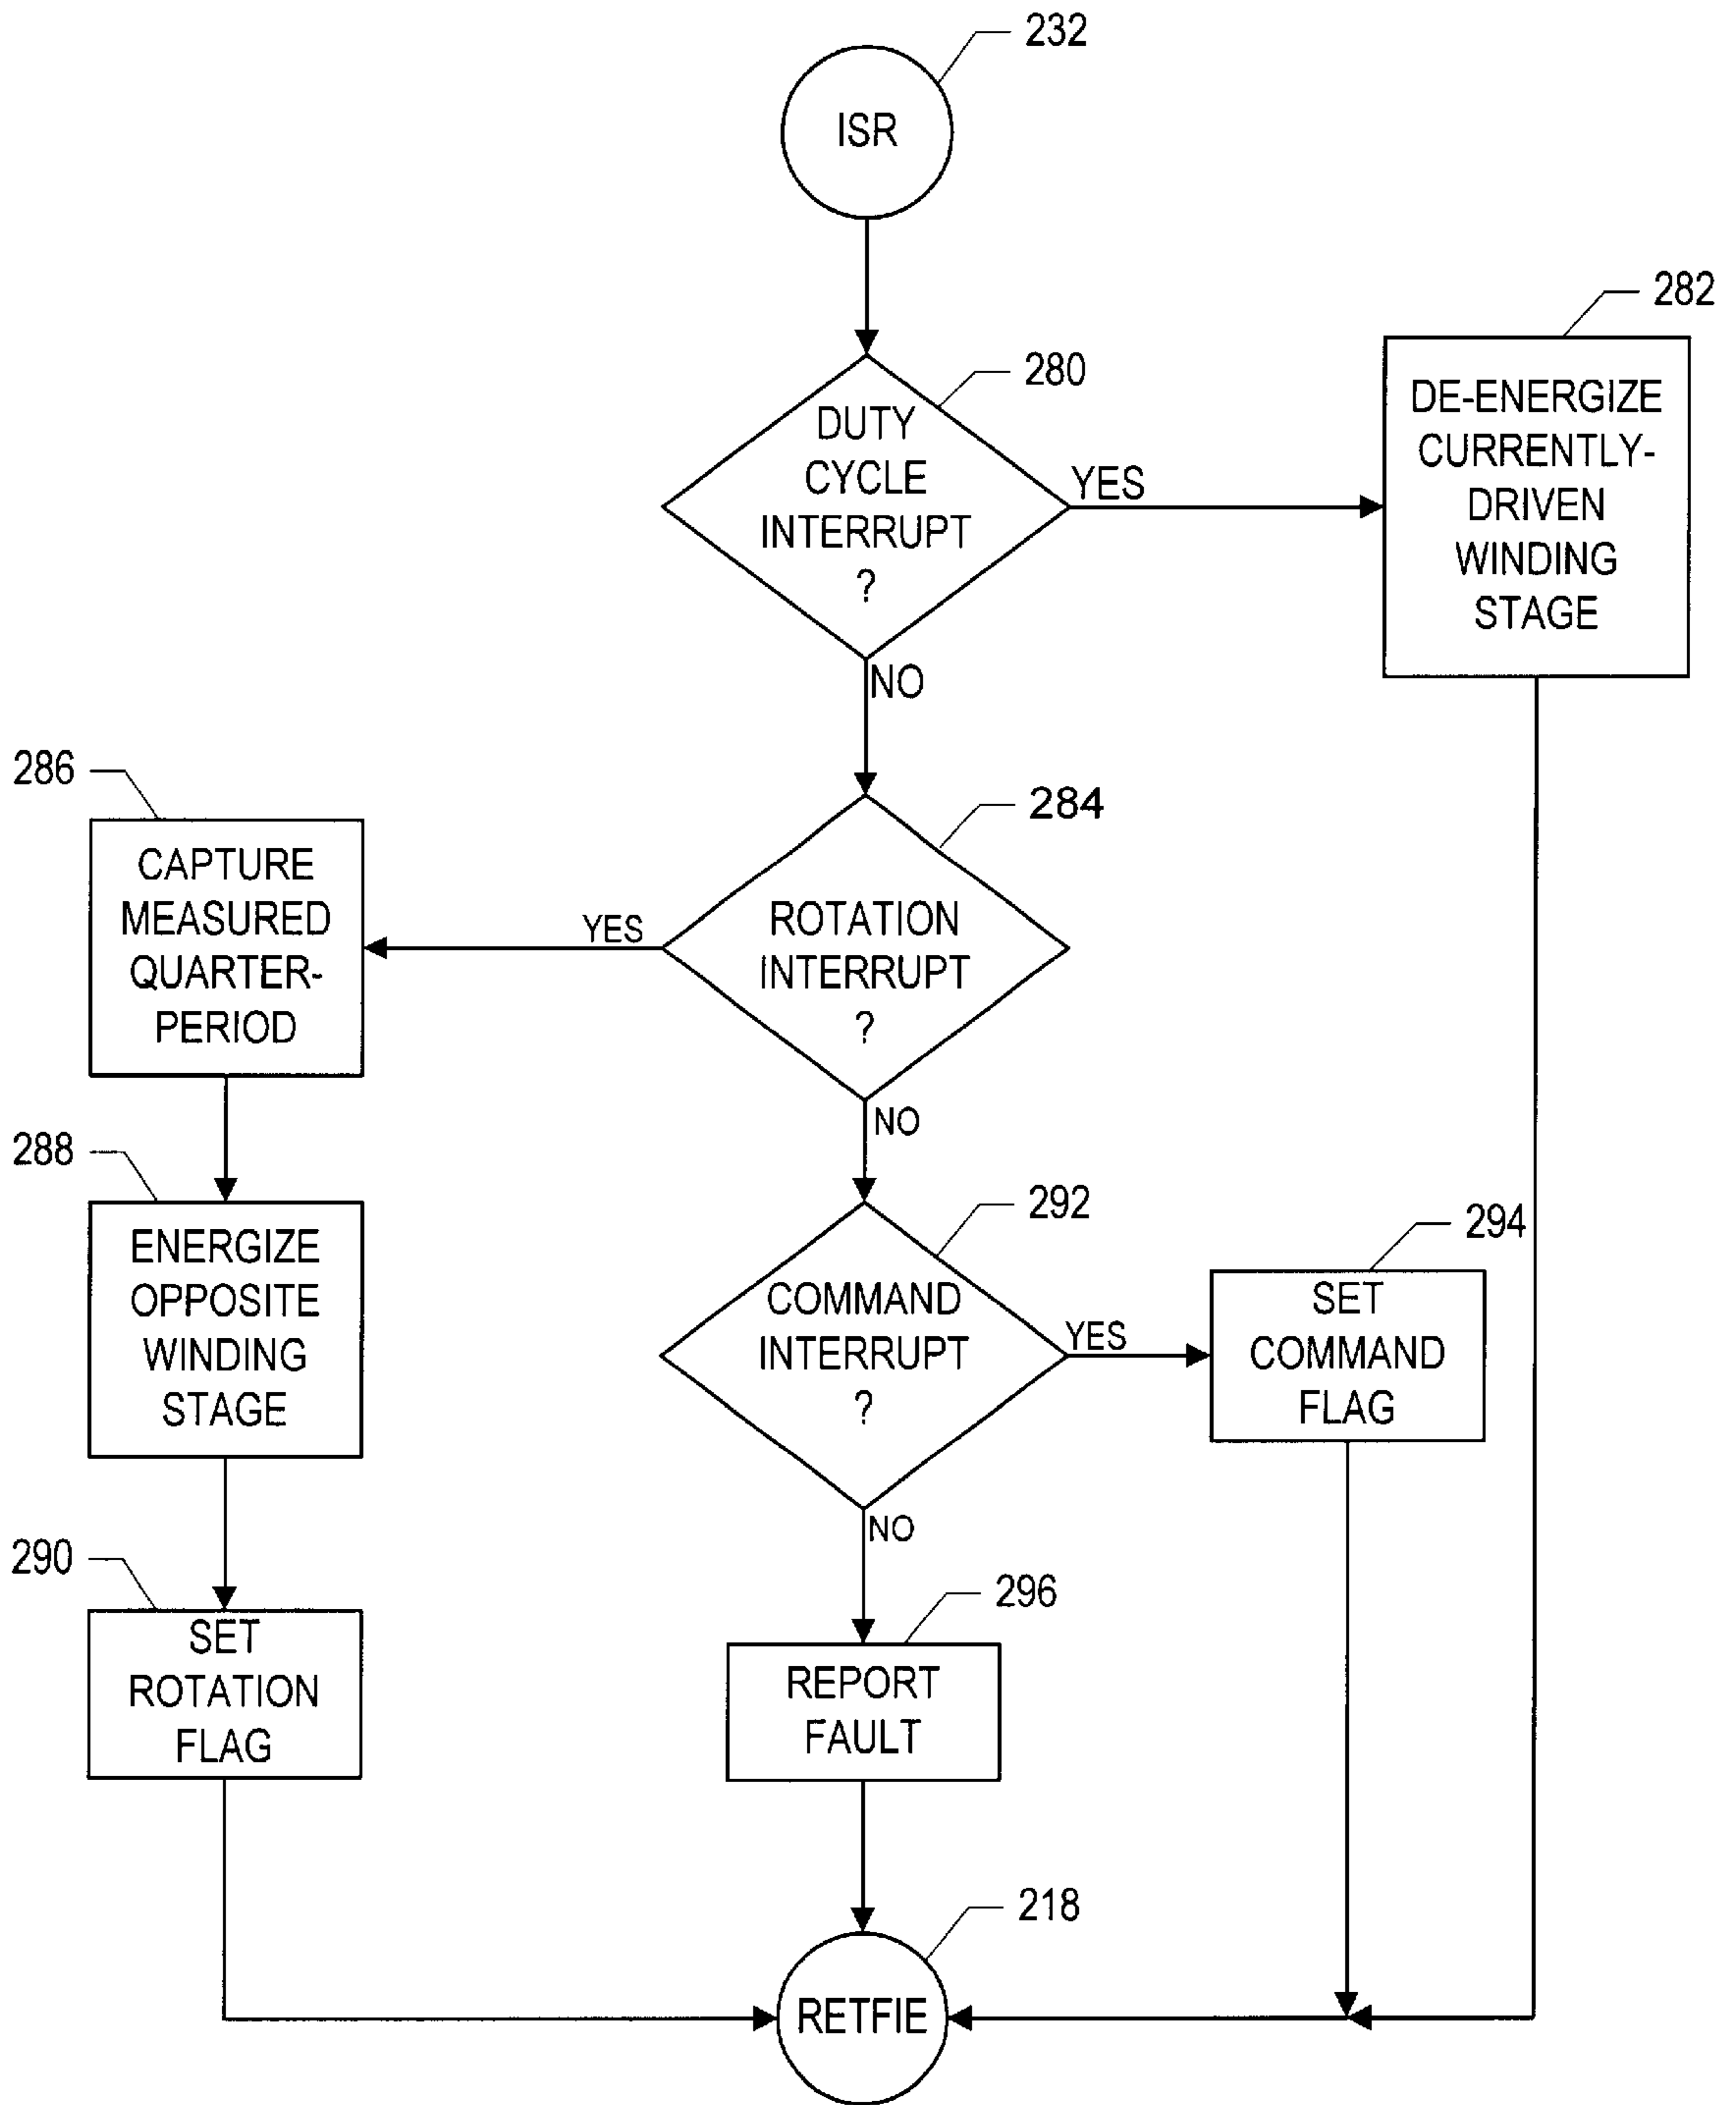 232
ISR
282
280
DUTY
CYCLE
INTERRUPT
?
YES
DE-ENERGIZE
CURRENTLY-
DRIVEN
WINDING
STAGE
NO
286
284
CAPTURE
MEASURED
QUARTER-
PERIOD
YES
ROTATION
INTERRUPT
?
NO
288
292
294
ENERGIZE
OPPOSITE
WINDING
STAGE
COMMAND
INTERRUPT
?
YES
SET
COMMAND
FLAG
NO
290
296
SET
ROTATION
FLAG
REPORT
FAULT
218
RETFIE